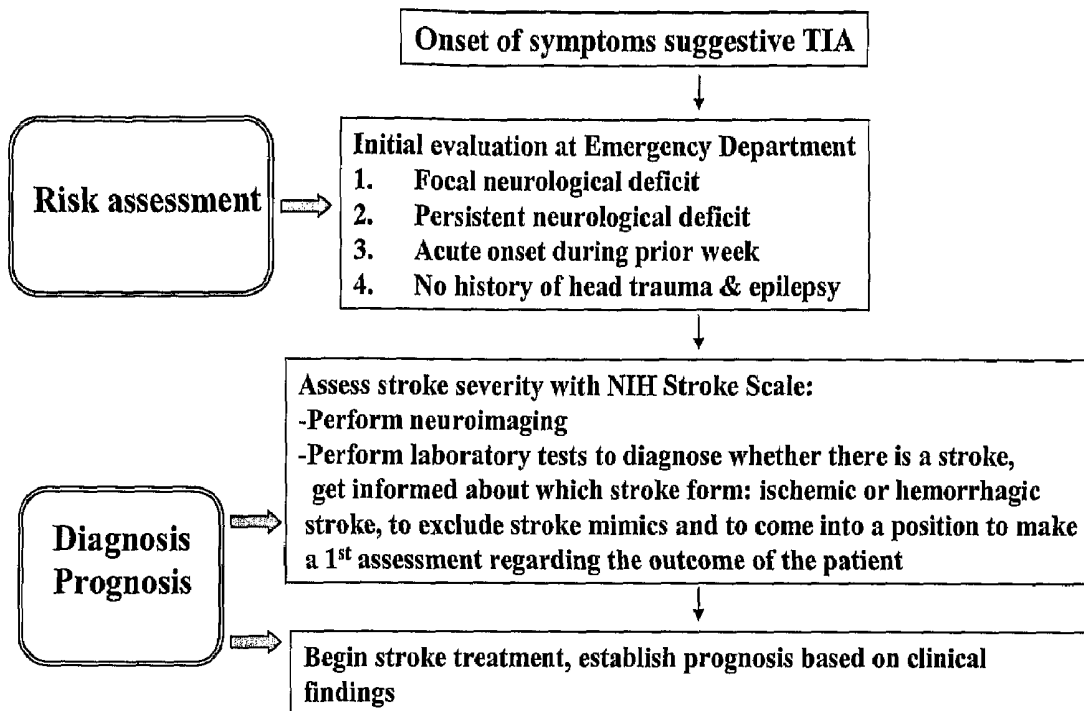 Onset of symptoms suggestive TIA
Risk assessment
Initial evaluation at Emergency Department
1. Focal neurological deficit
2. Persistent neurological deficit
3. Acute onset during prior week
4. No history of head trauma & epilepsy
Diagnosis
Prognosis
Assess stroke severity with NIH Stroke Scale:
-Perform neuroimaging
-Perform laboratory tests to diagnose whether there is a stroke,
get informed about which stroke form: ischemic or hemorrhagic
stroke, to exclude stroke mimics and to come into a position to make
a 1st assessment regarding the outcome of the patient
Begin stroke treatment, establish prognosis based on clinical
findings